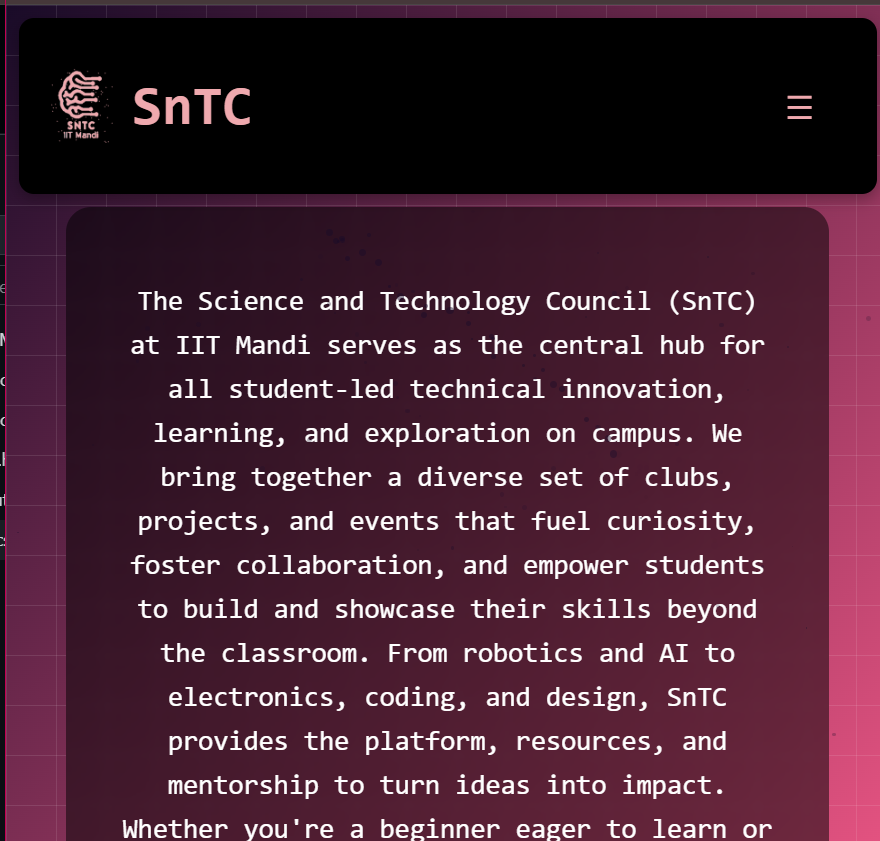 SNTC
IIT Mandi
SnTC
The Science and Technology Council (SnTC)
at IIT Mandi serves as the central hub for
all student-led technical innovation,
learning, and exploration on campus. We
bring together a diverse set of clubs,
projects, and events that fuel curiosity,
foster collaboration, and empower students
to build and showcase their skills beyond
the classroom. From robotics and AI to
electronics, coding, and design, SnTC
provides the platform, resources, and
mentorship to turn ideas into impact.
Whether you're a beginner eager to learn or